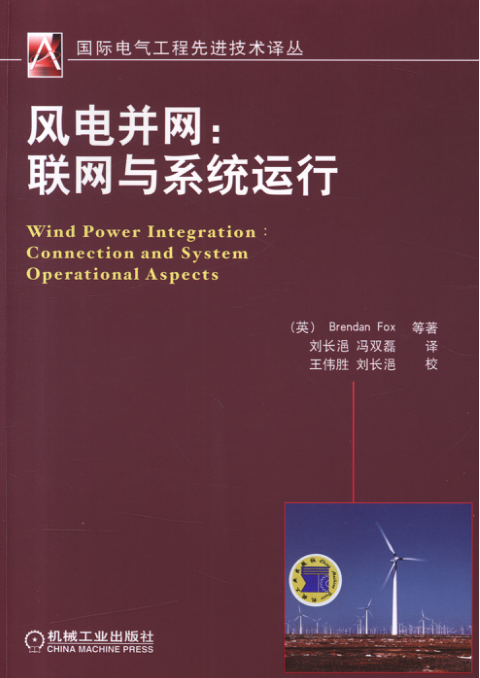 国际电气工程先进技术译丛
风电并网：
联网与系统运行
Wind Power Integration :
Connection and System
Operational Aspects
（英） Brendan Fox 等著
刘长浥 冯双磊 译
王伟胜 刘长浥 校
机械工业出版社
CHINA MACHINE PRESS